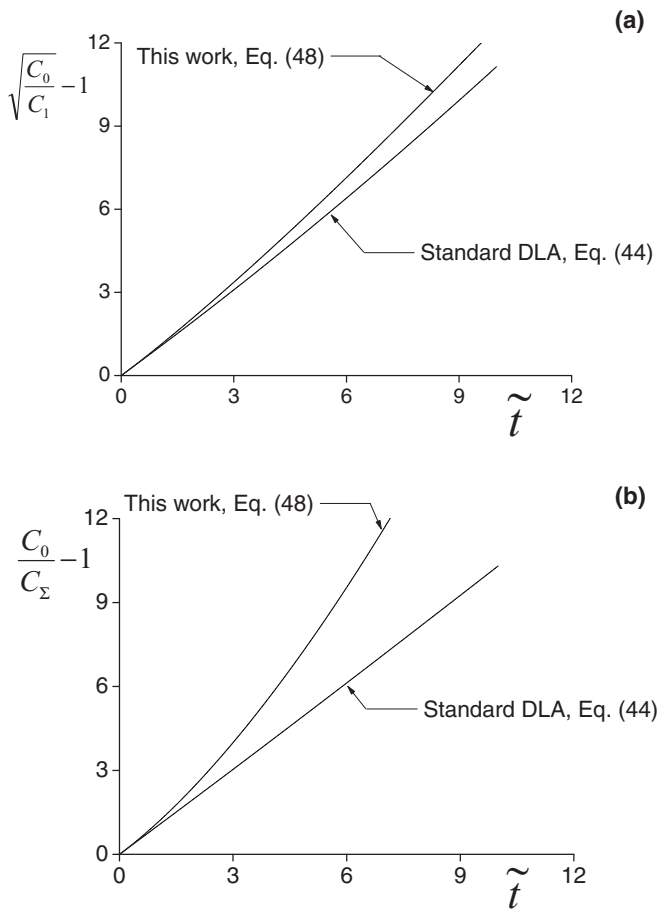 (a)
12
This work, Eq. (48)
√(C₀/C₁) −1
9
6
Standard DLA, Eq. (44)
3
0
0 3 6 9 12
t̃
(b)
This work, Eq. (48)
12
C₀/C_Σ −1
9
6
Standard DLA, Eq. (44)
3
0
0 3 6 9 12
t̃